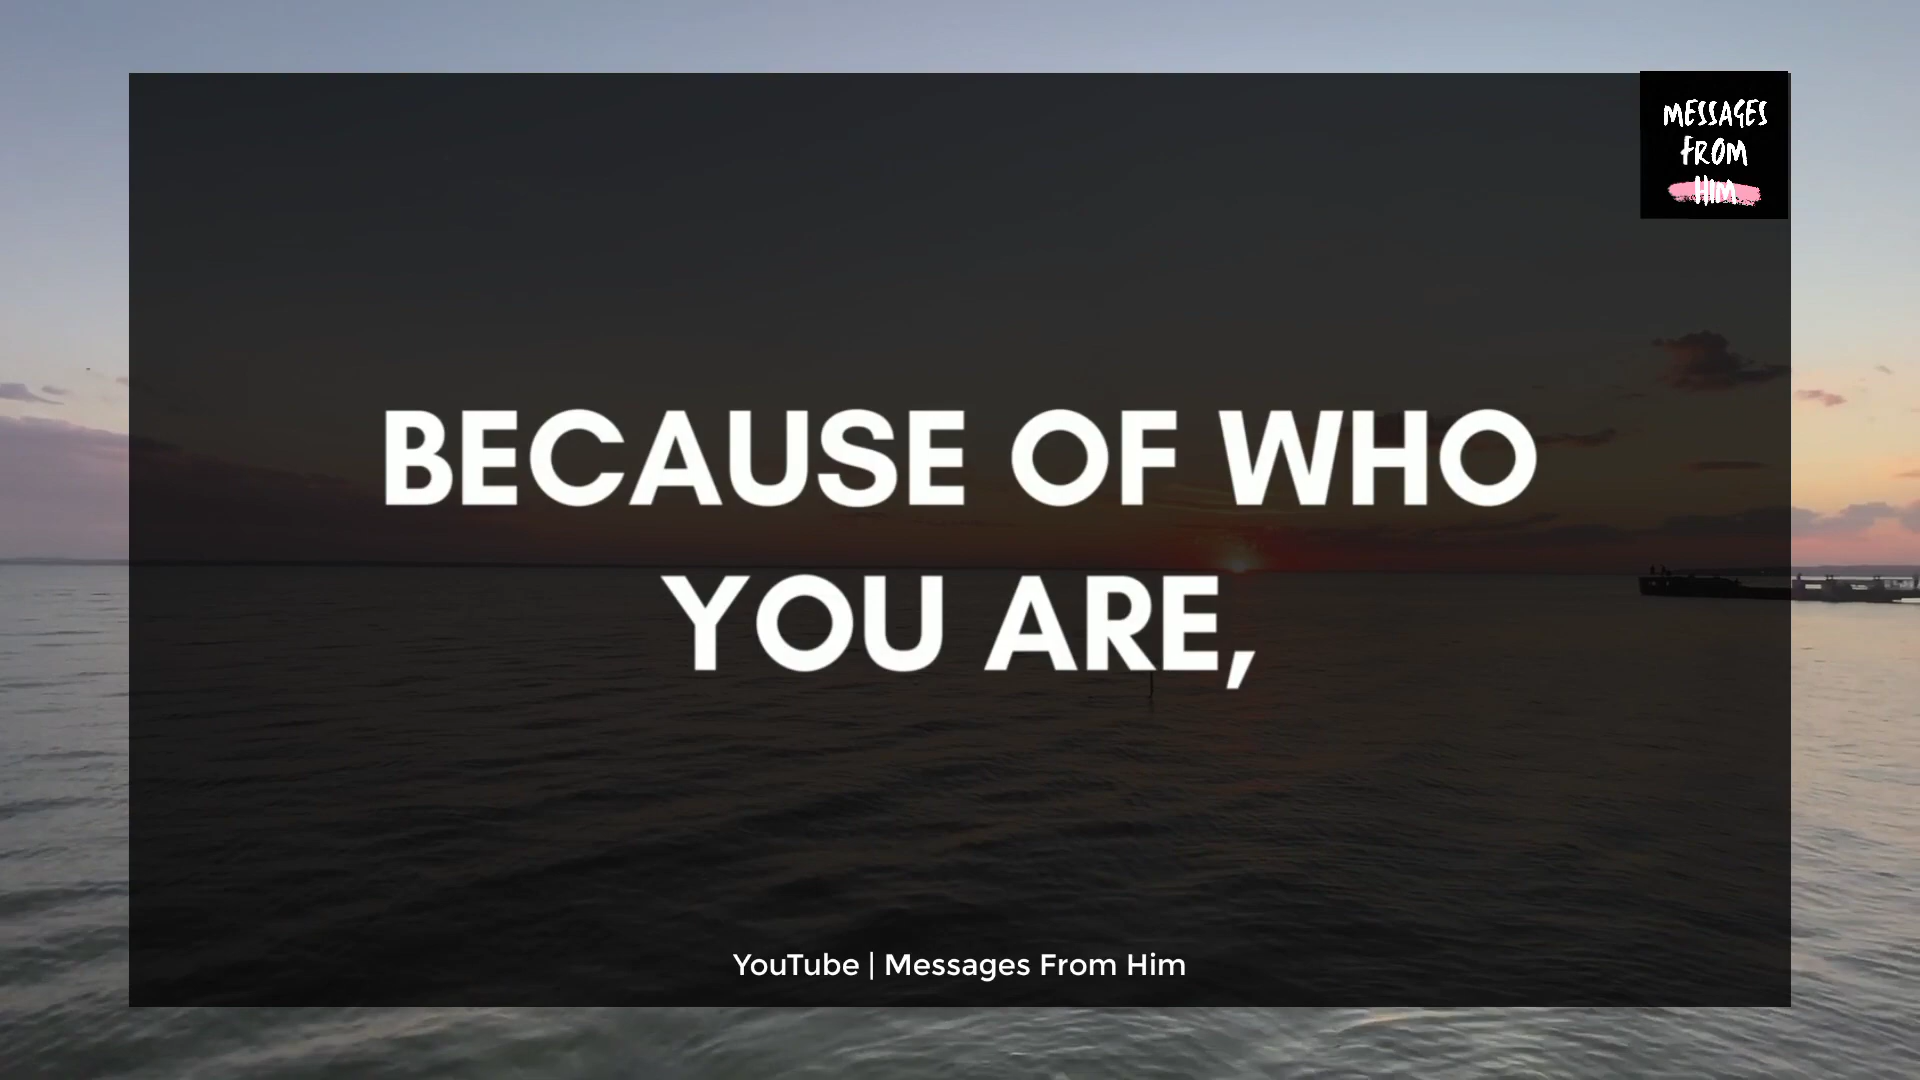 MESSAGES
FROM
HIM
BECAUSE OF WHO
YOU ARE,
YouTube | Messages From Him